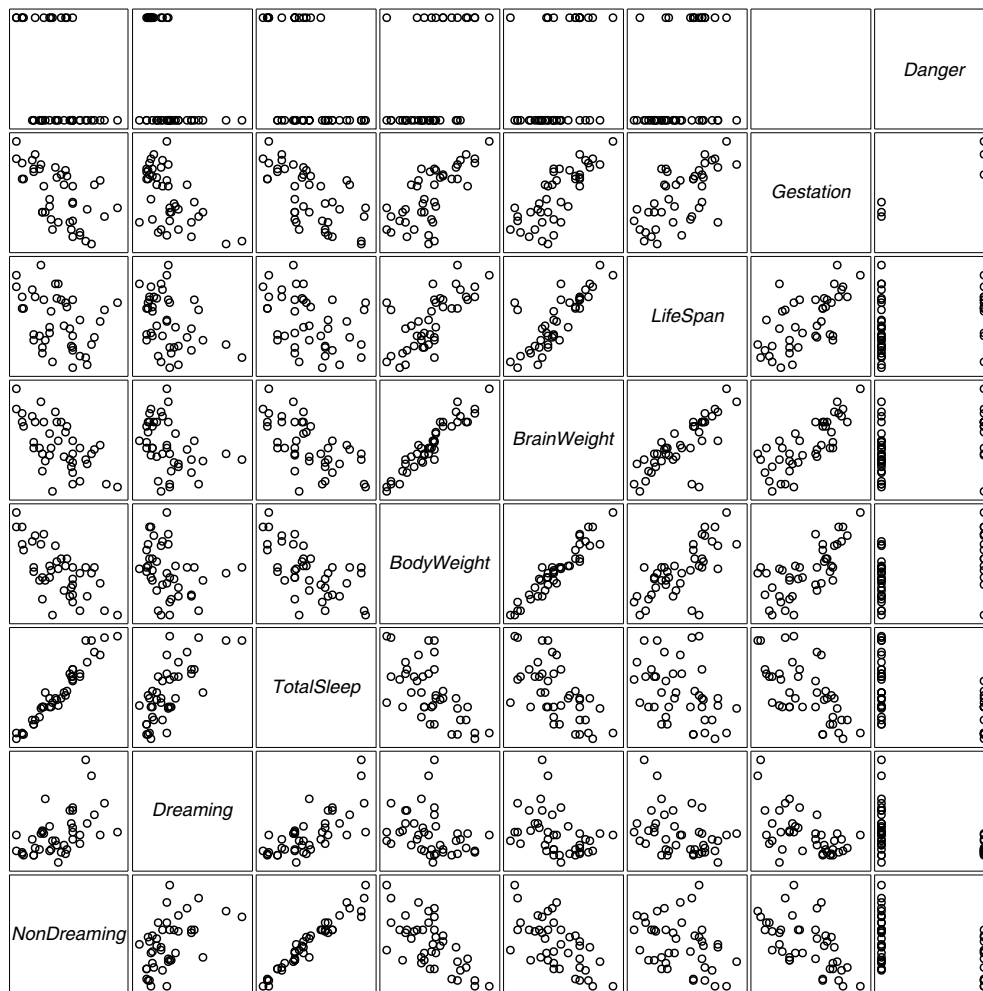 Danger
Gestation
LifeSpan
BrainWeight
BodyWeight
TotalSleep
Dreaming
NonDreaming